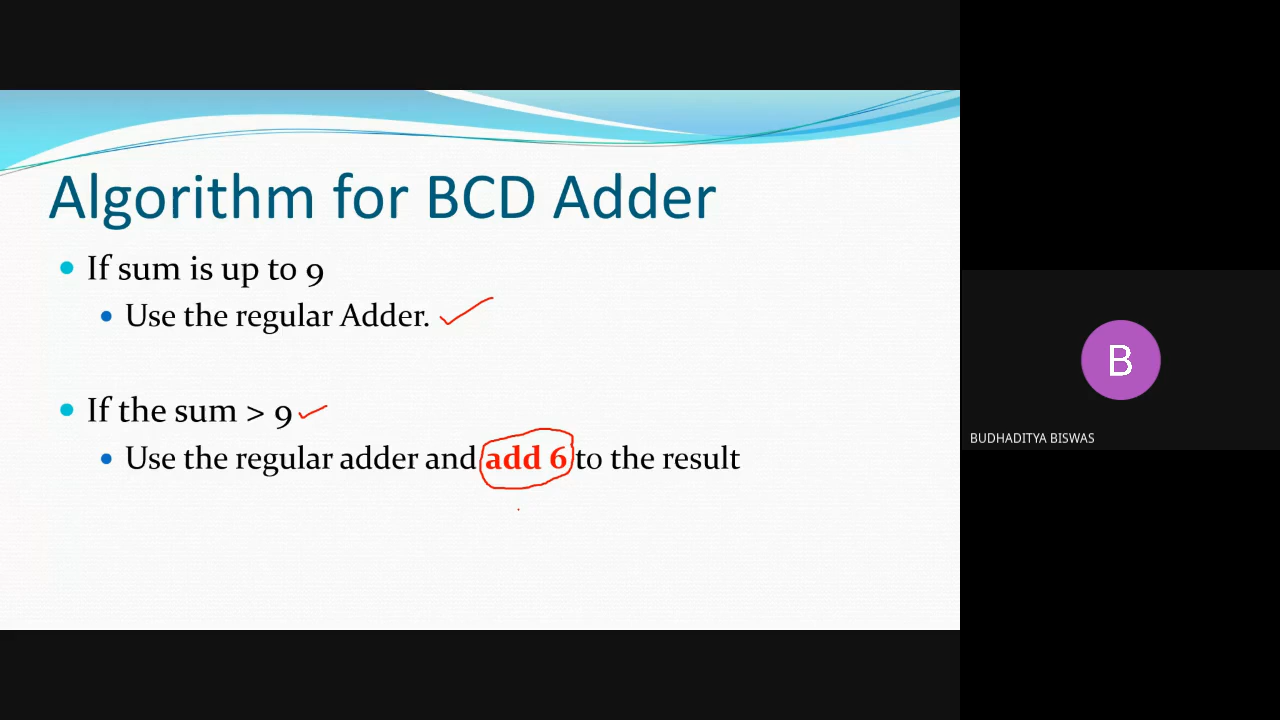 Algorithm for BCD Adder
If sum is up to 9
Use the regular Adder.
If the sum > 9
Use the regular adder and add 6 to the result
B
BUDHADITYA BISWAS